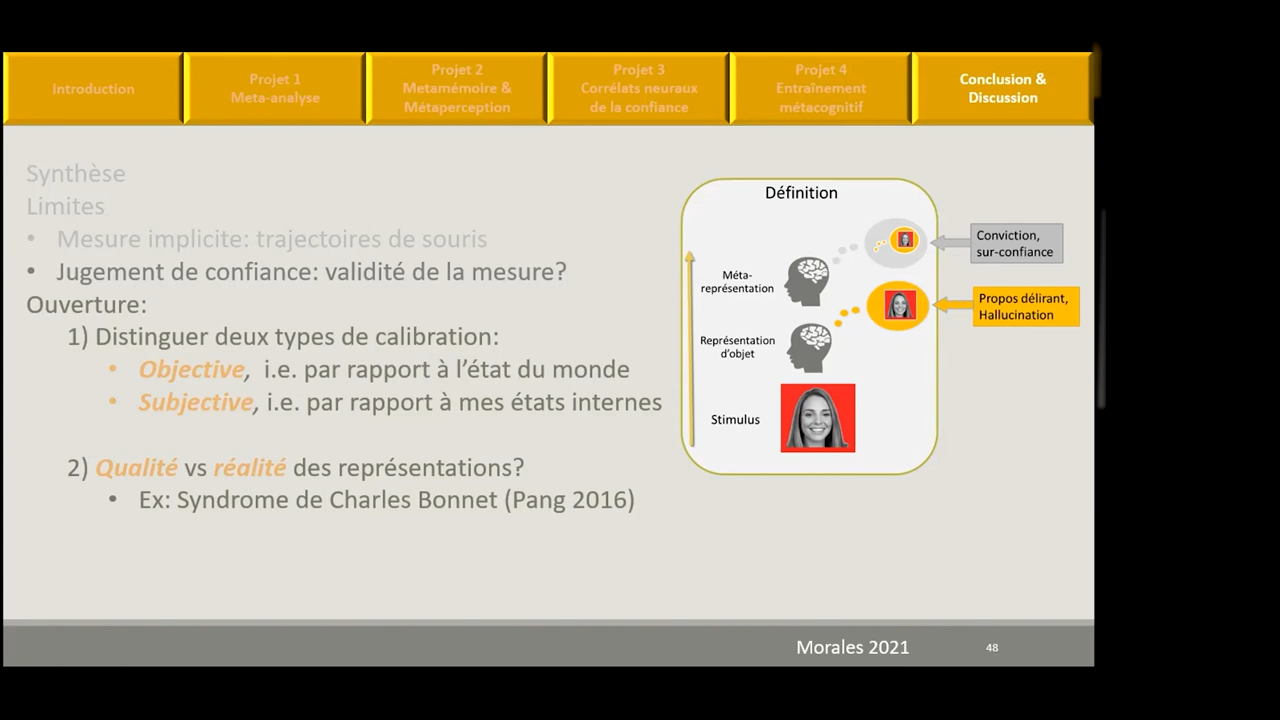 Introduction
Projet 1
Meta-analyse
Projet 2
Metamémoire &
Métaperception
Projet 3
Corrélats neuraux
de la confiance
Projet 4
Entraînement
métacognitif
Conclusion &
Discussion
Synthèse
Limites
• Mesure implicite: trajectoires de souris
• Jugement de confiance: validité de la mesure?
Ouverture:
1) Distinguer deux types de calibration:
• Objective, i.e. par rapport à l’état du monde
• Subjective, i.e. par rapport à mes états internes
2) Qualité vs réalité des représentations?
• Ex: Syndrome de Charles Bonnet (Pang 2016)
Définition
Méta-
représentation
Représentation
d’objet
Stimulus
Conviction,
sur-confiance
Propos délirant,
Hallucination
Morales 2021
48